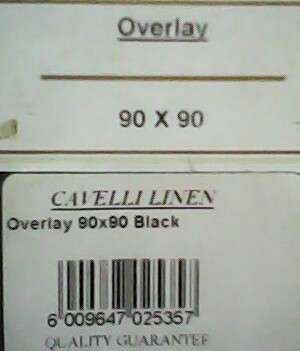 Overlay
90 X 90
CAVELLI LINEN
Overlay 90x90 Black
6 009647 025357
QUALITY GUARANTEE